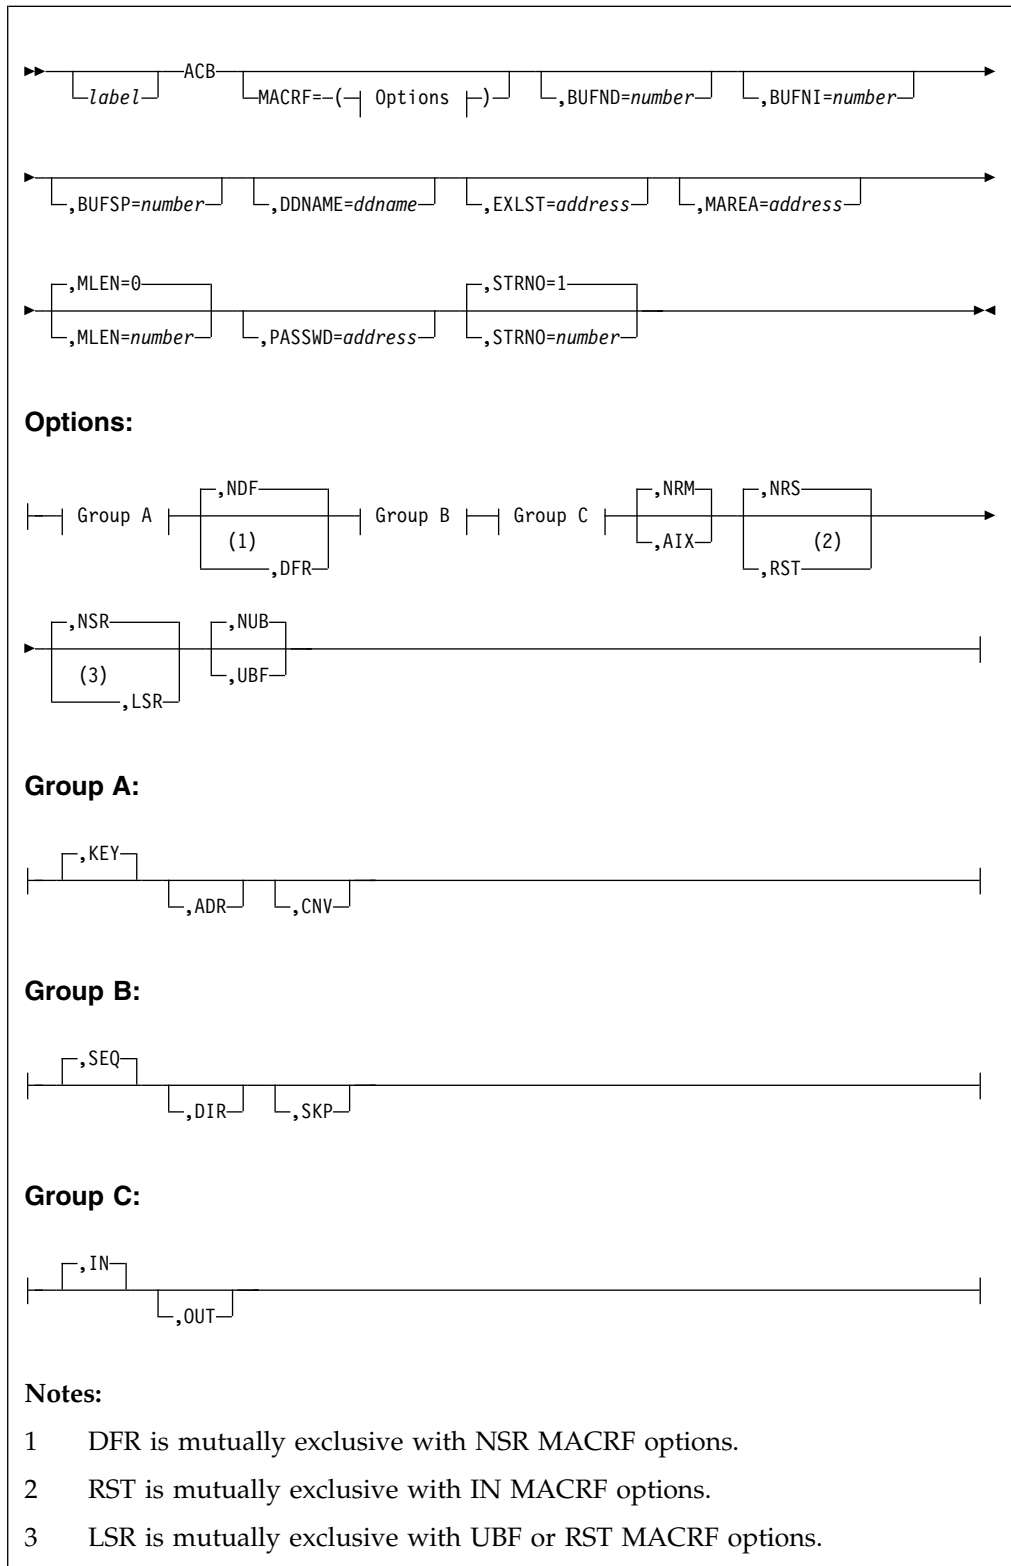 label ACB MACRF=(Options) ,BUFND=number ,BUFNI=number
,BUFSP=number ,DDNAME=ddname ,EXLST=address ,MAREA=address
,MLEN=0 ,STRNO=1
,MLEN=number ,PASSWD=address ,STRNO=number
Options:
,NDF ,NRM ,NRS
Group A Group B Group C
(1) ,AIX (2)
,DFR ,RST
,NSR ,NUB
(3) ,UBF
,LSR
Group A:
,KEY
,ADR ,CNV
Group B:
,SEQ
,DIR ,SKP
Group C:
,IN
,OUT
Notes:
1 DFR is mutually exclusive with NSR MACRF options.
2 RST is mutually exclusive with IN MACRF options.
3 LSR is mutually exclusive with UBF or RST MACRF options.